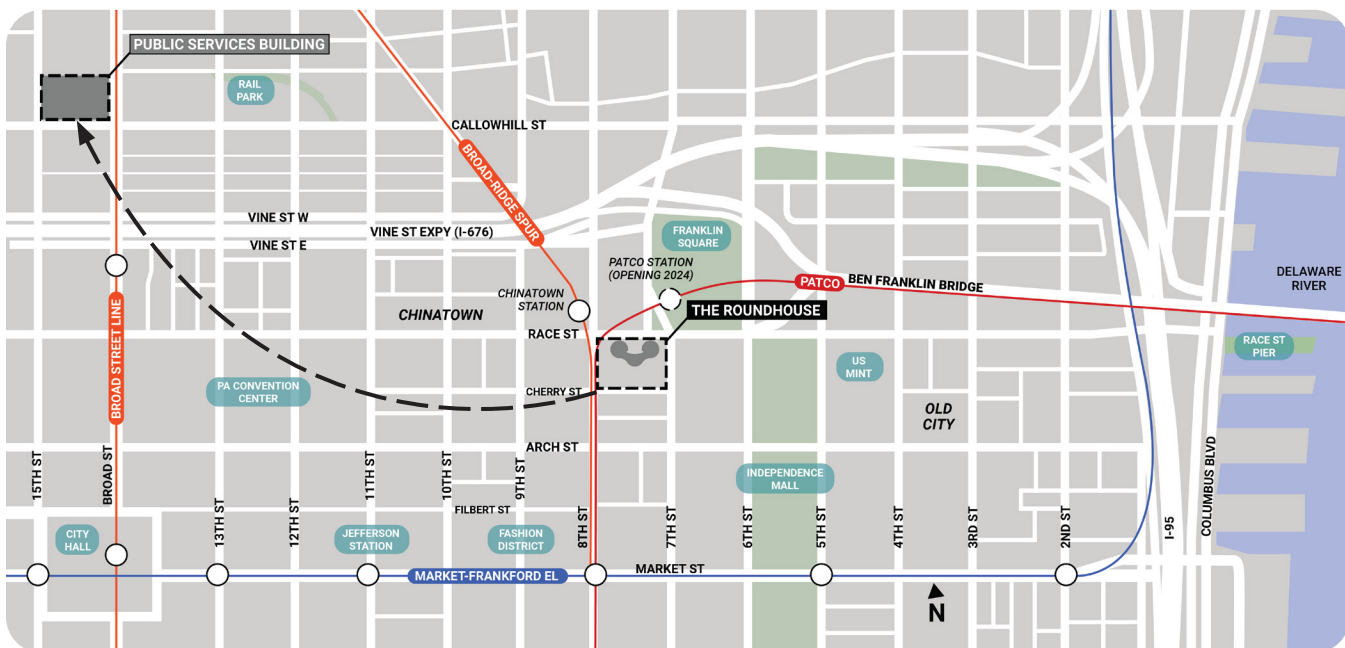 PUBLIC SERVICES BUILDING
RAIL
PARK
CALLOWHILL ST
BROAD-RIDGE SPUR
VINE ST W
VINE ST EXPY (I-676)
VINE ST E
FRANKLIN
SQUARE
PATCO STATION
(OPENING 2024)
PATCO
BEN FRANKLIN BRIDGE
DELAWARE
RIVER
CHINATOWN
STATION
CHINATOWN
THE ROUNDHOUSE
RACE ST
RACE ST
PIER
BROAD STREET LINE
PA CONVENTION
CENTER
CHERRY ST
US
MINT
OLD
CITY
ARCH ST
15TH ST
BROAD ST
13TH ST
12TH ST
11TH ST
10TH ST
9TH ST
8TH ST
7TH ST
6TH ST
5TH ST
4TH ST
3RD ST
2ND ST
I-95
COLUMBUS BLVD
INDEPENDENCE
MALL
FILBERT ST
CITY
HALL
JEFFERSON
STATION
FASHION
DISTRICT
MARKET-FRANKFORD EL
MARKET ST
N